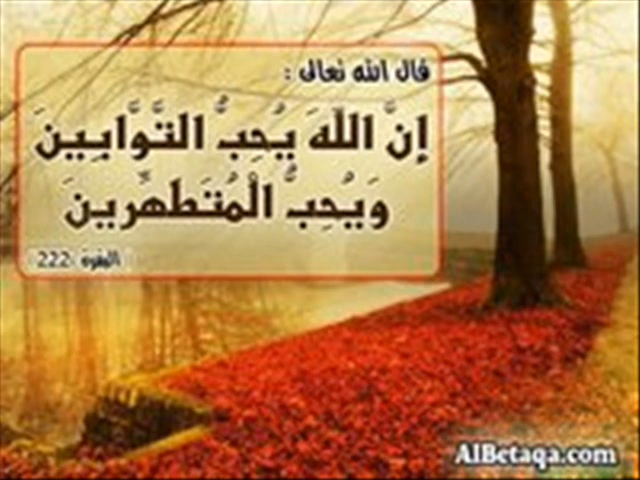 قال الله تعالى :
إِنَّ اللَّهَ يُحِبُّ التَّوَّابِينَ
وَيُحِبُّ الْمُتَطَهِّرِينَ
البقرة 222
AlBetaqa.com